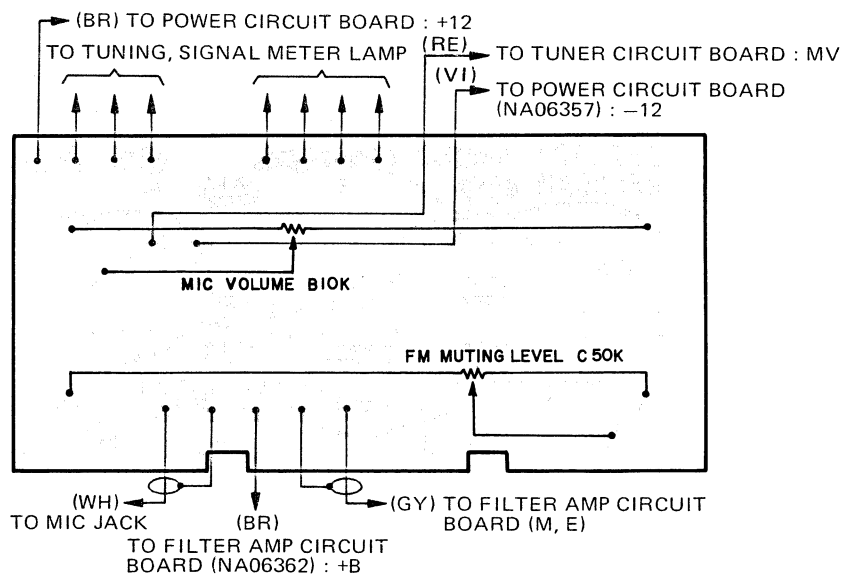 (BR) TO POWER CIRCUIT BOARD : +12
TO TUNING, SIGNAL METER LAMP
(RE)
TO TUNER CIRCUIT BOARD : MV
(VI)
TO POWER CIRCUIT BOARD
(NA06357) : −12
MIC VOLUME B10K
FM MUTING LEVEL C50K
(WH)
TO MIC JACK
(BR)
TO FILTER AMP CIRCUIT
BOARD (NA06362) : +B
(GY) TO FILTER AMP CIRCUIT
BOARD (M, E)